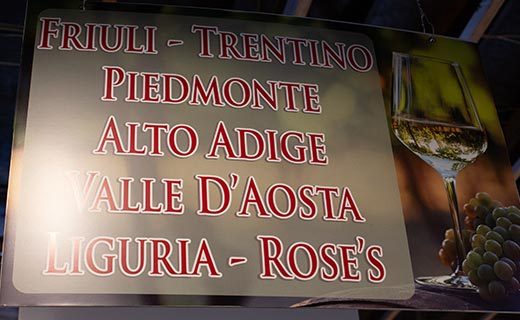 FRIULI - TRENTINO
PIEDMONTE
ALTO ADIGE
VALLE D'AOSTA
LIGURIA - ROSE'S